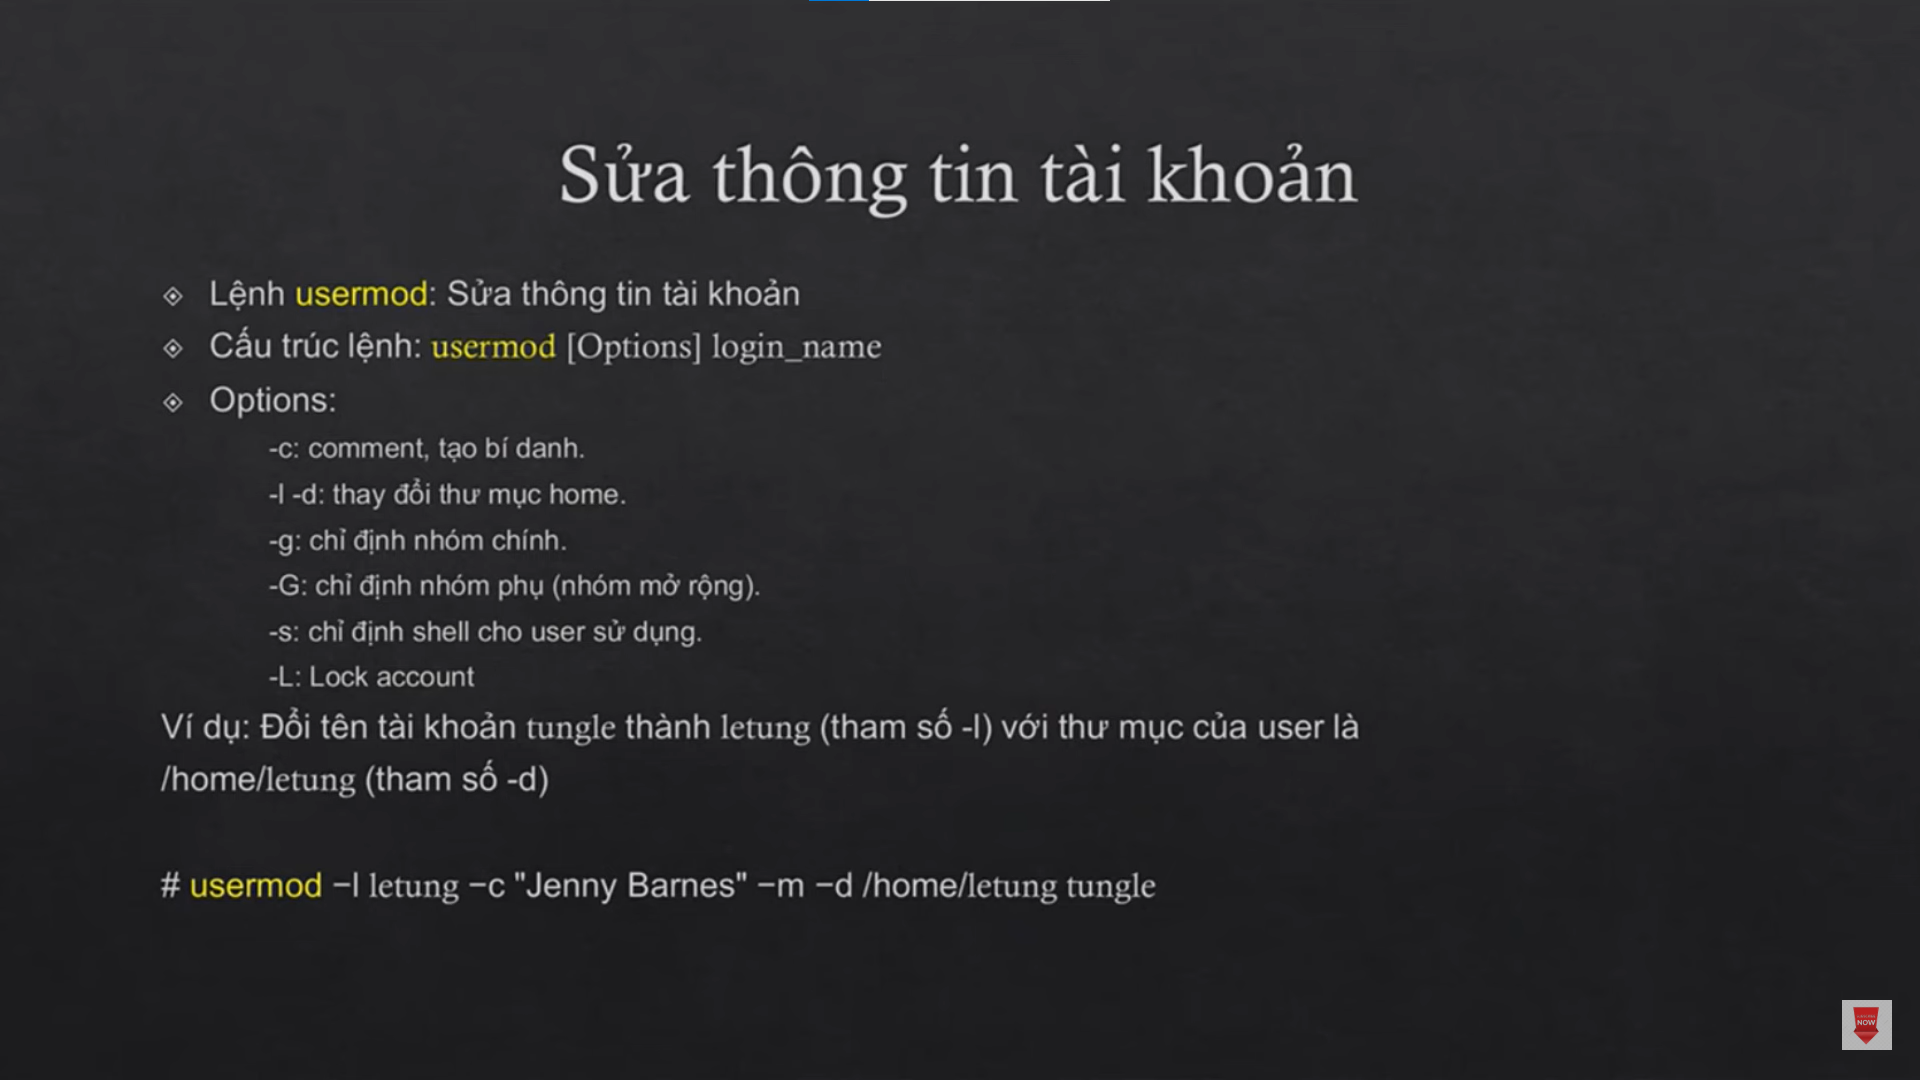 Sửa thông tin tài khoản
Lệnh usermod: Sửa thông tin tài khoản
Cấu trúc lệnh: usermod [Options] login_name
Options:
-c: comment, tạo bí danh.
-l -d: thay đổi thư mục home.
-g: chỉ định nhóm chính.
-G: chỉ định nhóm phụ (nhóm mở rộng).
-s: chỉ định shell cho user sử dụng.
-L: Lock account
Ví dụ: Đổi tên tài khoản tungle thành letung (tham số -l) với thư mục của user là
/home/letung (tham số -d)
# usermod −l letung −c "Jenny Barnes" −m −d /home/letung tungle
NOW